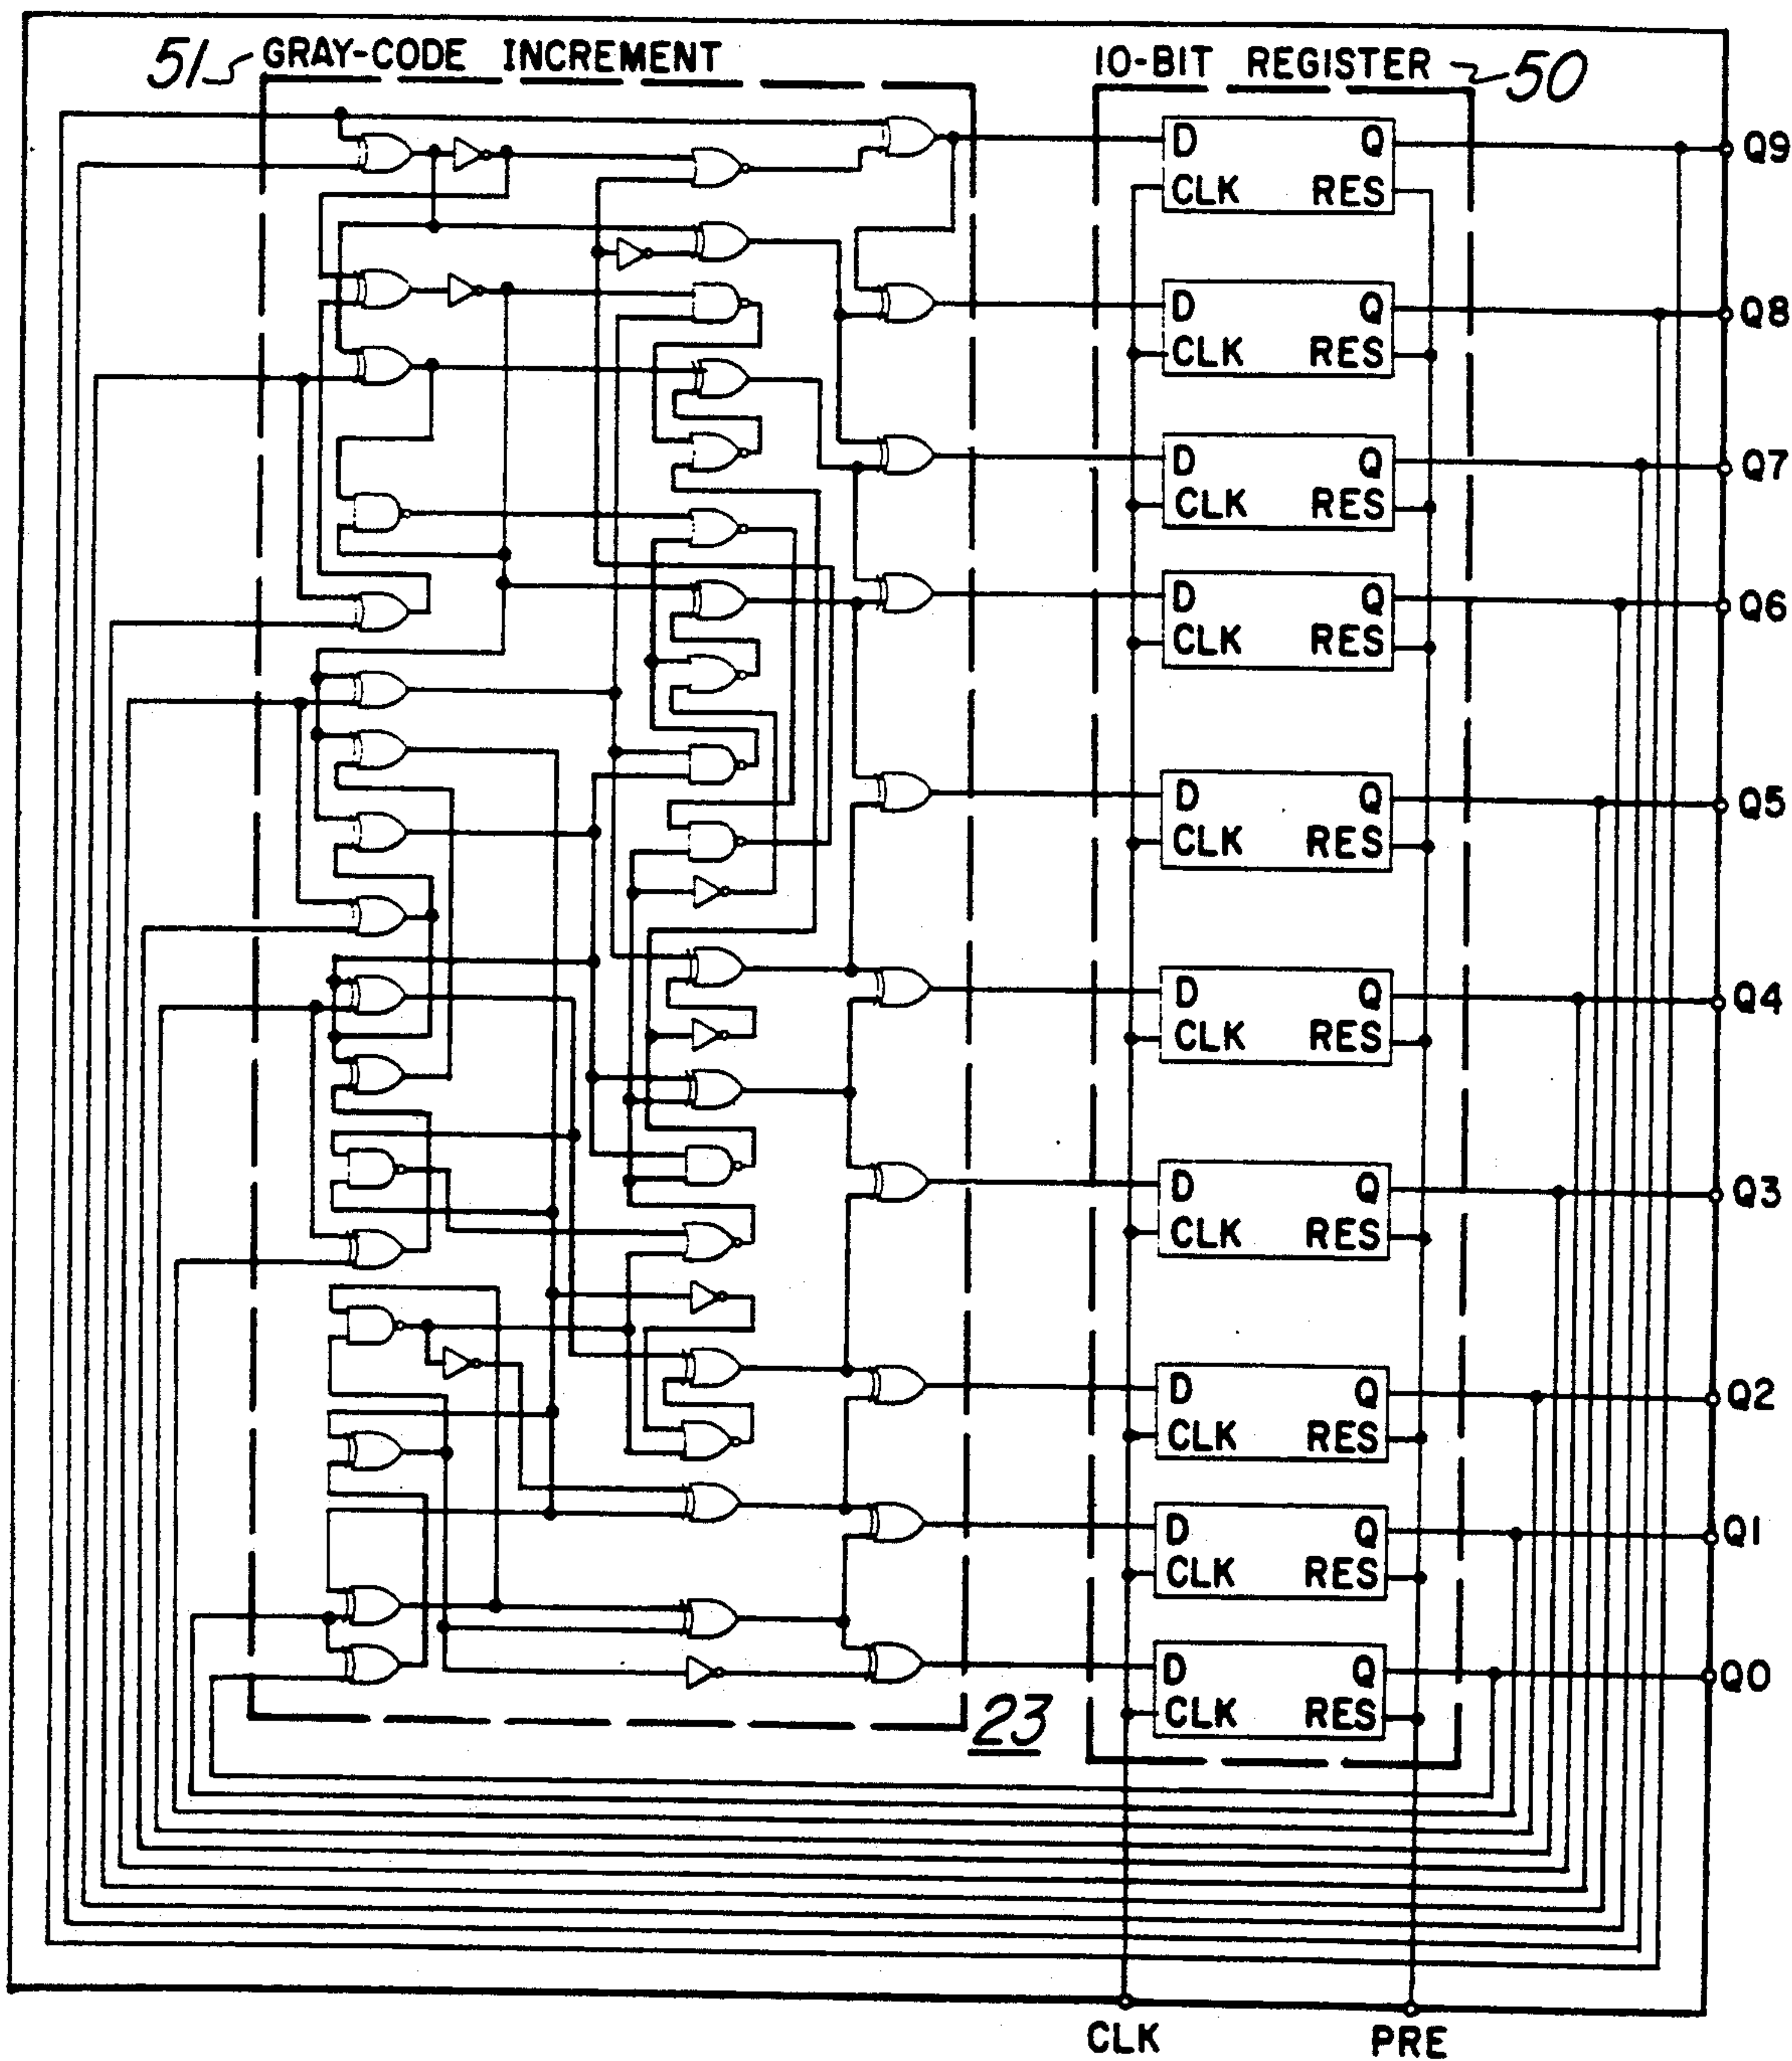 51 GRAY-CODE INCREMENT
10-BIT REGISTER 50
D Q
CLK RES
Q9
D Q
CLK RES
Q8
D Q
CLK RES
Q7
D Q
CLK RES
Q6
D Q
CLK RES
Q5
D Q
CLK RES
Q4
D Q
CLK RES
Q3
D Q
CLK RES
Q2
D Q
CLK RES
Q1
D Q
CLK RES
Q0
23
CLK PRE